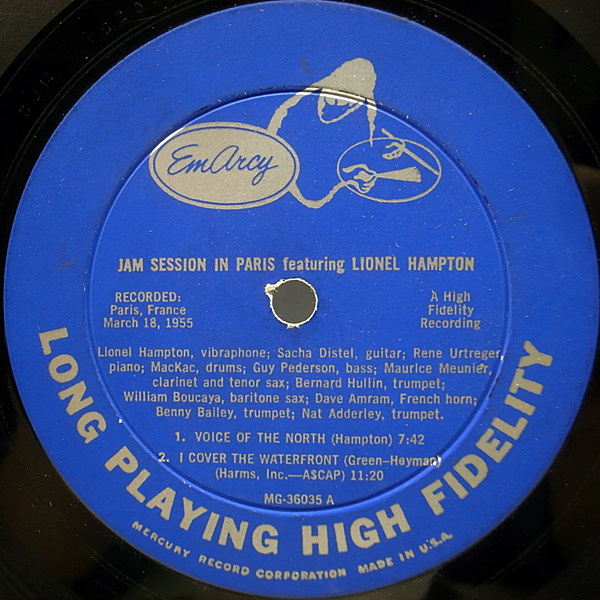 EmArcy
JAM SESSION IN PARIS featuring LIONEL HAMPTON
RECORDED:
Paris, France
March 18, 1955
A High
Fidelity
Recording
Lionel Hampton, vibraphone; Sacha Distel, guitar; Rene Urtreger,
piano; MacKac, drums; Guy Pederson, bass; Maurice Meunier,
clarinet and tenor sax; Bernard Hullin, trumpet;
William Boucaya, baritone sax; Dave Amram, French horn;
Benny Bailey, trumpet; Nat Adderley, trumpet.
1. VOICE OF THE NORTH (Hampton) 7:42
2. I COVER THE WATERFRONT (Green—Heyman)
(Harms, Inc.—ASCAP) 11:20
MG-36035 A
LONG PLAYING HIGH FIDELITY
MERCURY RECORD CORPORATION MADE IN U.S.A.